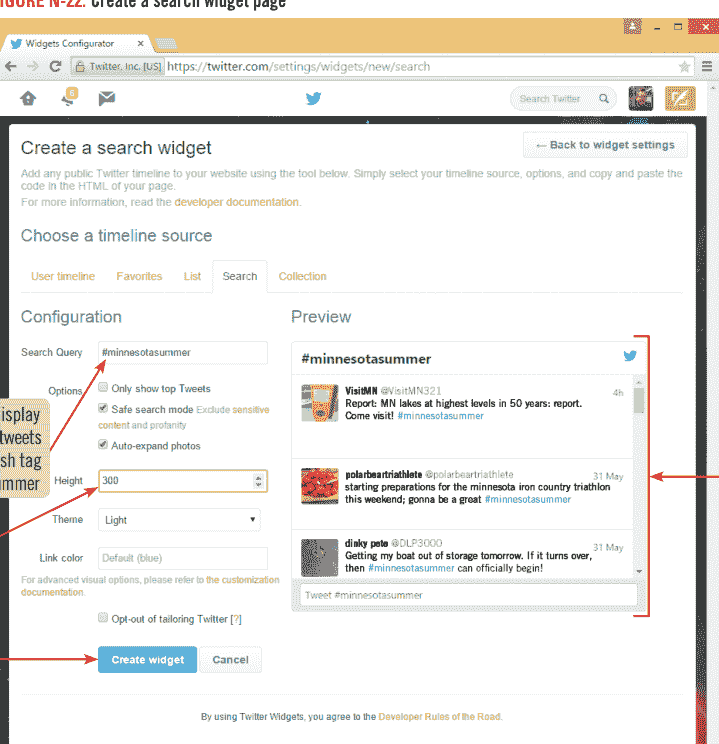 FIGURE N-22: Create a search widget page
Widgets Configurator ×
Twitter, Inc. [US] https://twitter.com/settings/widgets/new/search
6
Search Twitter
Create a search widget
← Back to widget settings
Add any public Twitter timeline to your website using the tool below. Simply select your timeline source, options, and copy and paste the
code in the HTML of your page.
For more information, read the developer documentation.
Choose a timeline source
User timeline Favorites List Search Collection
Configuration
Search Query #minnesotasummer
Options Only show top Tweets
Safe search mode Exclude sensitive
content and profanity
Auto-expand photos
isplay
tweets
sh tag
mmer
Height 300
Theme Light
Link color Default (blue)
For advanced visual options, please refer to the customization
documentation.
Opt-out of tailoring Twitter [?]
Create widget Cancel
Preview
#minnesotasummer
VisitMN @VisitMN321 4h
Report: MN lakes at highest levels in 50 years: report.
Come visit! #minnesotasummer
polarbeartriathlete @polarbeartriathlete 31 May
starting preparations for the minnesota iron country triathlon
this weekend; gonna be a great #minnesotasummer
dinky pete @DLP3000 31 May
Getting my boat out of storage tomorrow. If it turns over,
then #minnesotasummer can officially begin!
Tweet #minnesotasummer
By using Twitter Widgets, you agree to the Developer Rules of the Road.